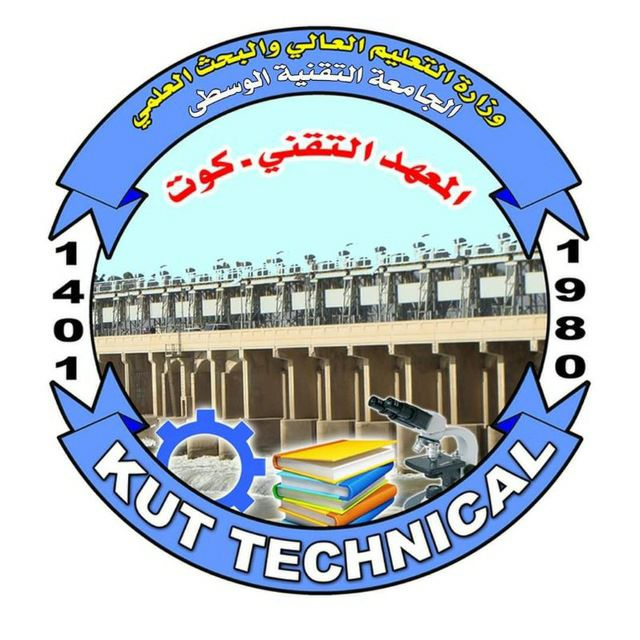 وزارة التعليم العالي والبحث العلمي
الجامعة التقنية الوسطى
المعهد التقني - كوت
1401
1980
KUT TECHNICAL